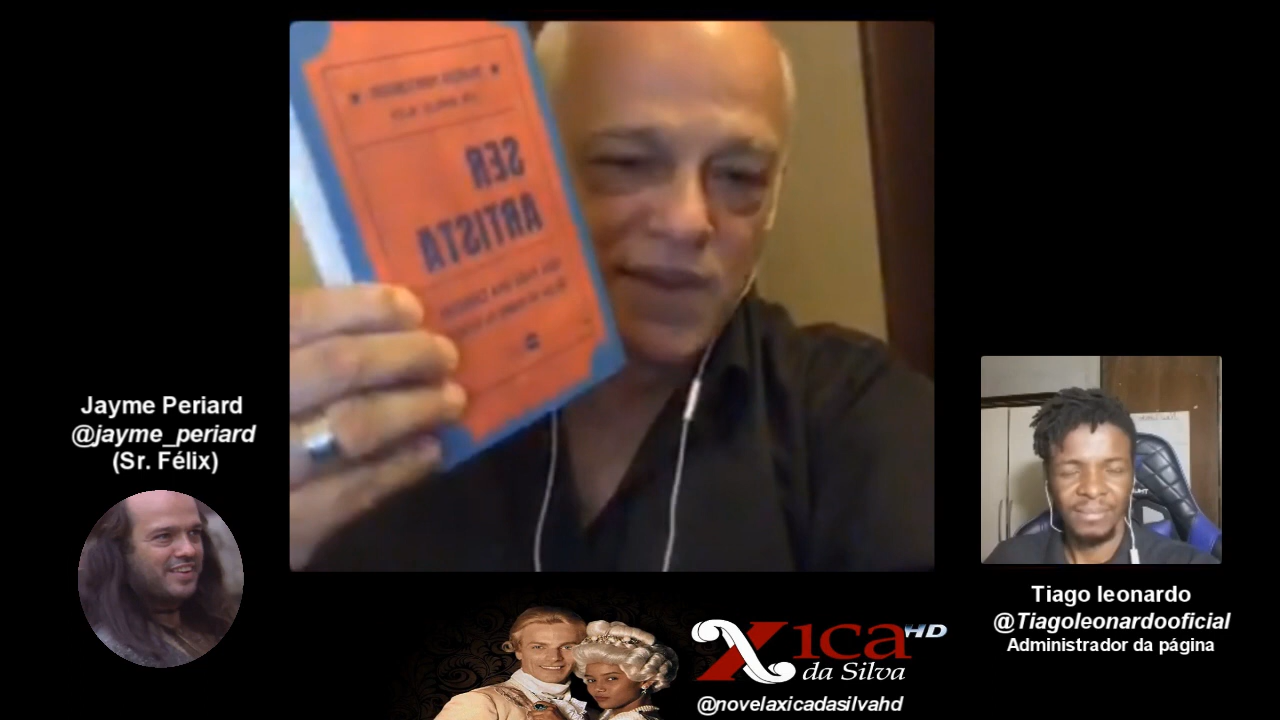 SER
ARTISTA
Jayme Periard
@jayme_periard
(Sr. Félix)
Tiago leonardo
@Tiagoleonardooficial
Administrador da página
Xica HD
da Silva
@novelaxicadasilvahd